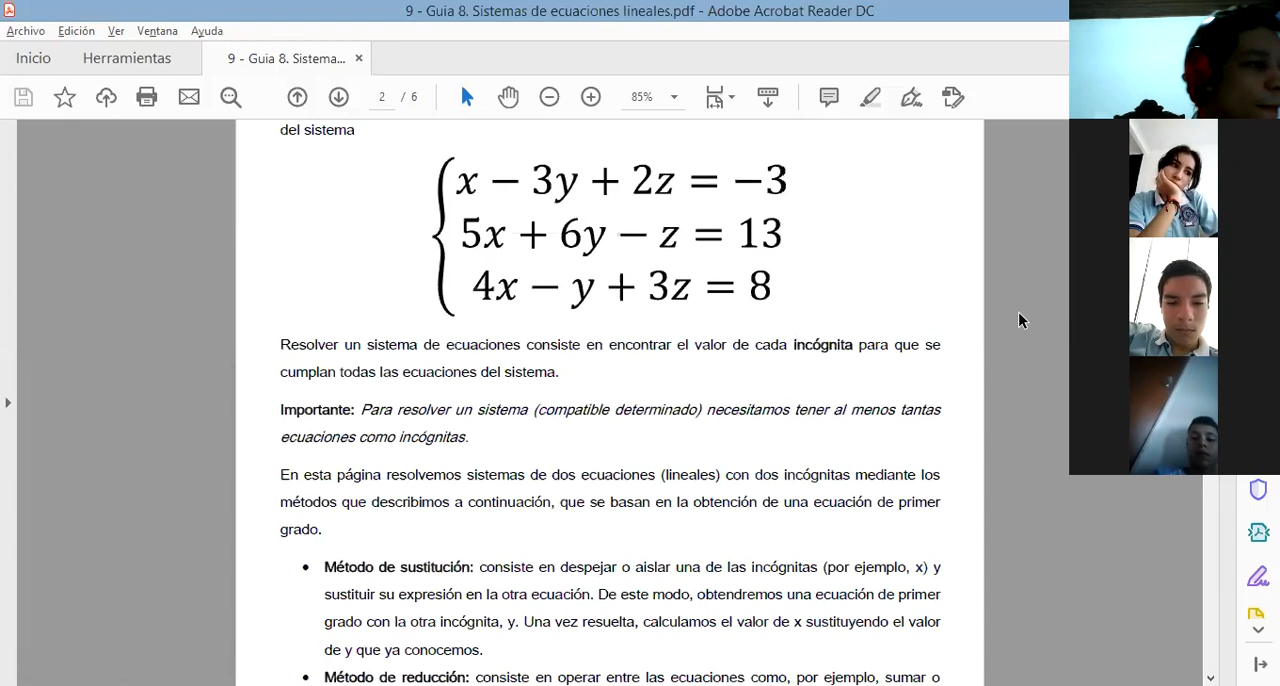 9 - Guia 8. Sistemas de ecuaciones lineales.pdf - Adobe Acrobat Reader DC
Archivo Edición Ver Ventana Ayuda
Inicio Herramientas 9 - Guia 8. Sistema... ×
2 / 6 85%
del sistema
x − 3y + 2z = −3
5x + 6y − z = 13
4x − y + 3z = 8
Resolver un sistema de ecuaciones consiste en encontrar el valor de cada incógnita para que se
cumplan todas las ecuaciones del sistema.
Importante: Para resolver un sistema (compatible determinado) necesitamos tener al menos tantas
ecuaciones como incógnitas.
En esta página resolvemos sistemas de dos ecuaciones (lineales) con dos incógnitas mediante los
métodos que describimos a continuación, que se basan en la obtención de una ecuación de primer
grado.
• Método de sustitución: consiste en despejar o aislar una de las incógnitas (por ejemplo, x) y
sustituir su expresión en la otra ecuación. De este modo, obtendremos una ecuación de primer
grado con la otra incógnita, y. Una vez resuelta, calculamos el valor de x sustituyendo el valor
de y que ya conocemos.
• Método de reducción: consiste en operar entre las ecuaciones como, por ejemplo, sumar o